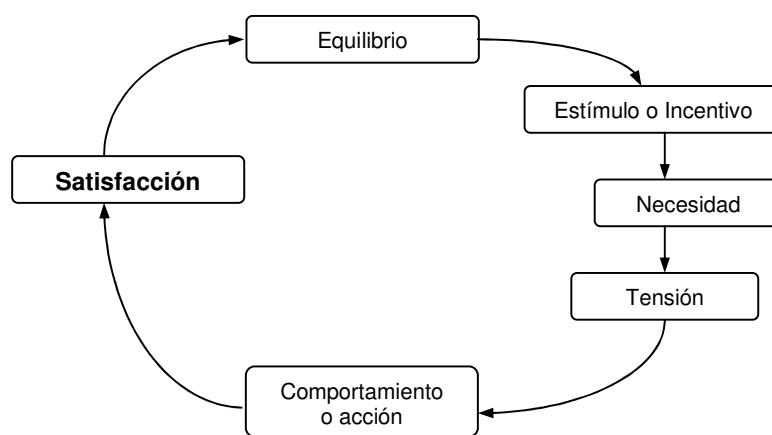 Equilibrio
Estímulo o Incentivo
Necesidad
Tensión
Comportamiento
o acción
Satisfacción